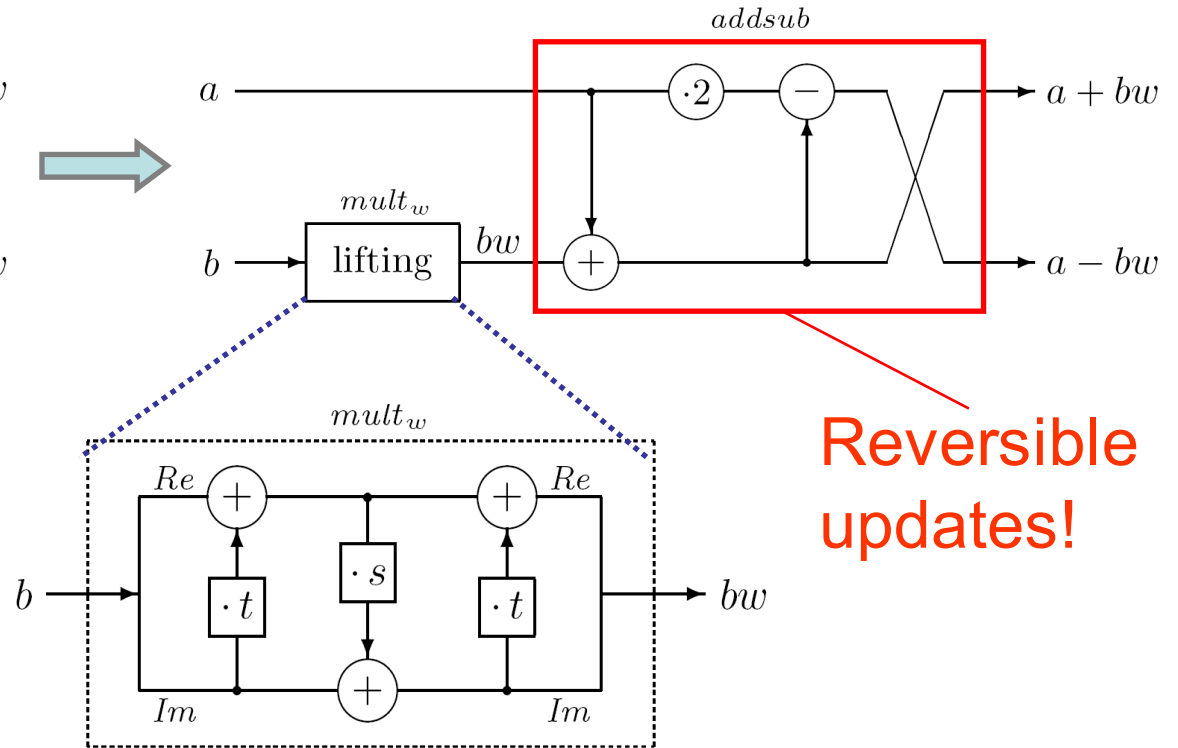 addsub
w
a
·2
−
a + bw
mult_w
w
b
lifting
bw
+
a − bw
mult_w
Reversible
updates!
Re
+
+
Re
· s
b
· t
· t
bw
+
Im
Im